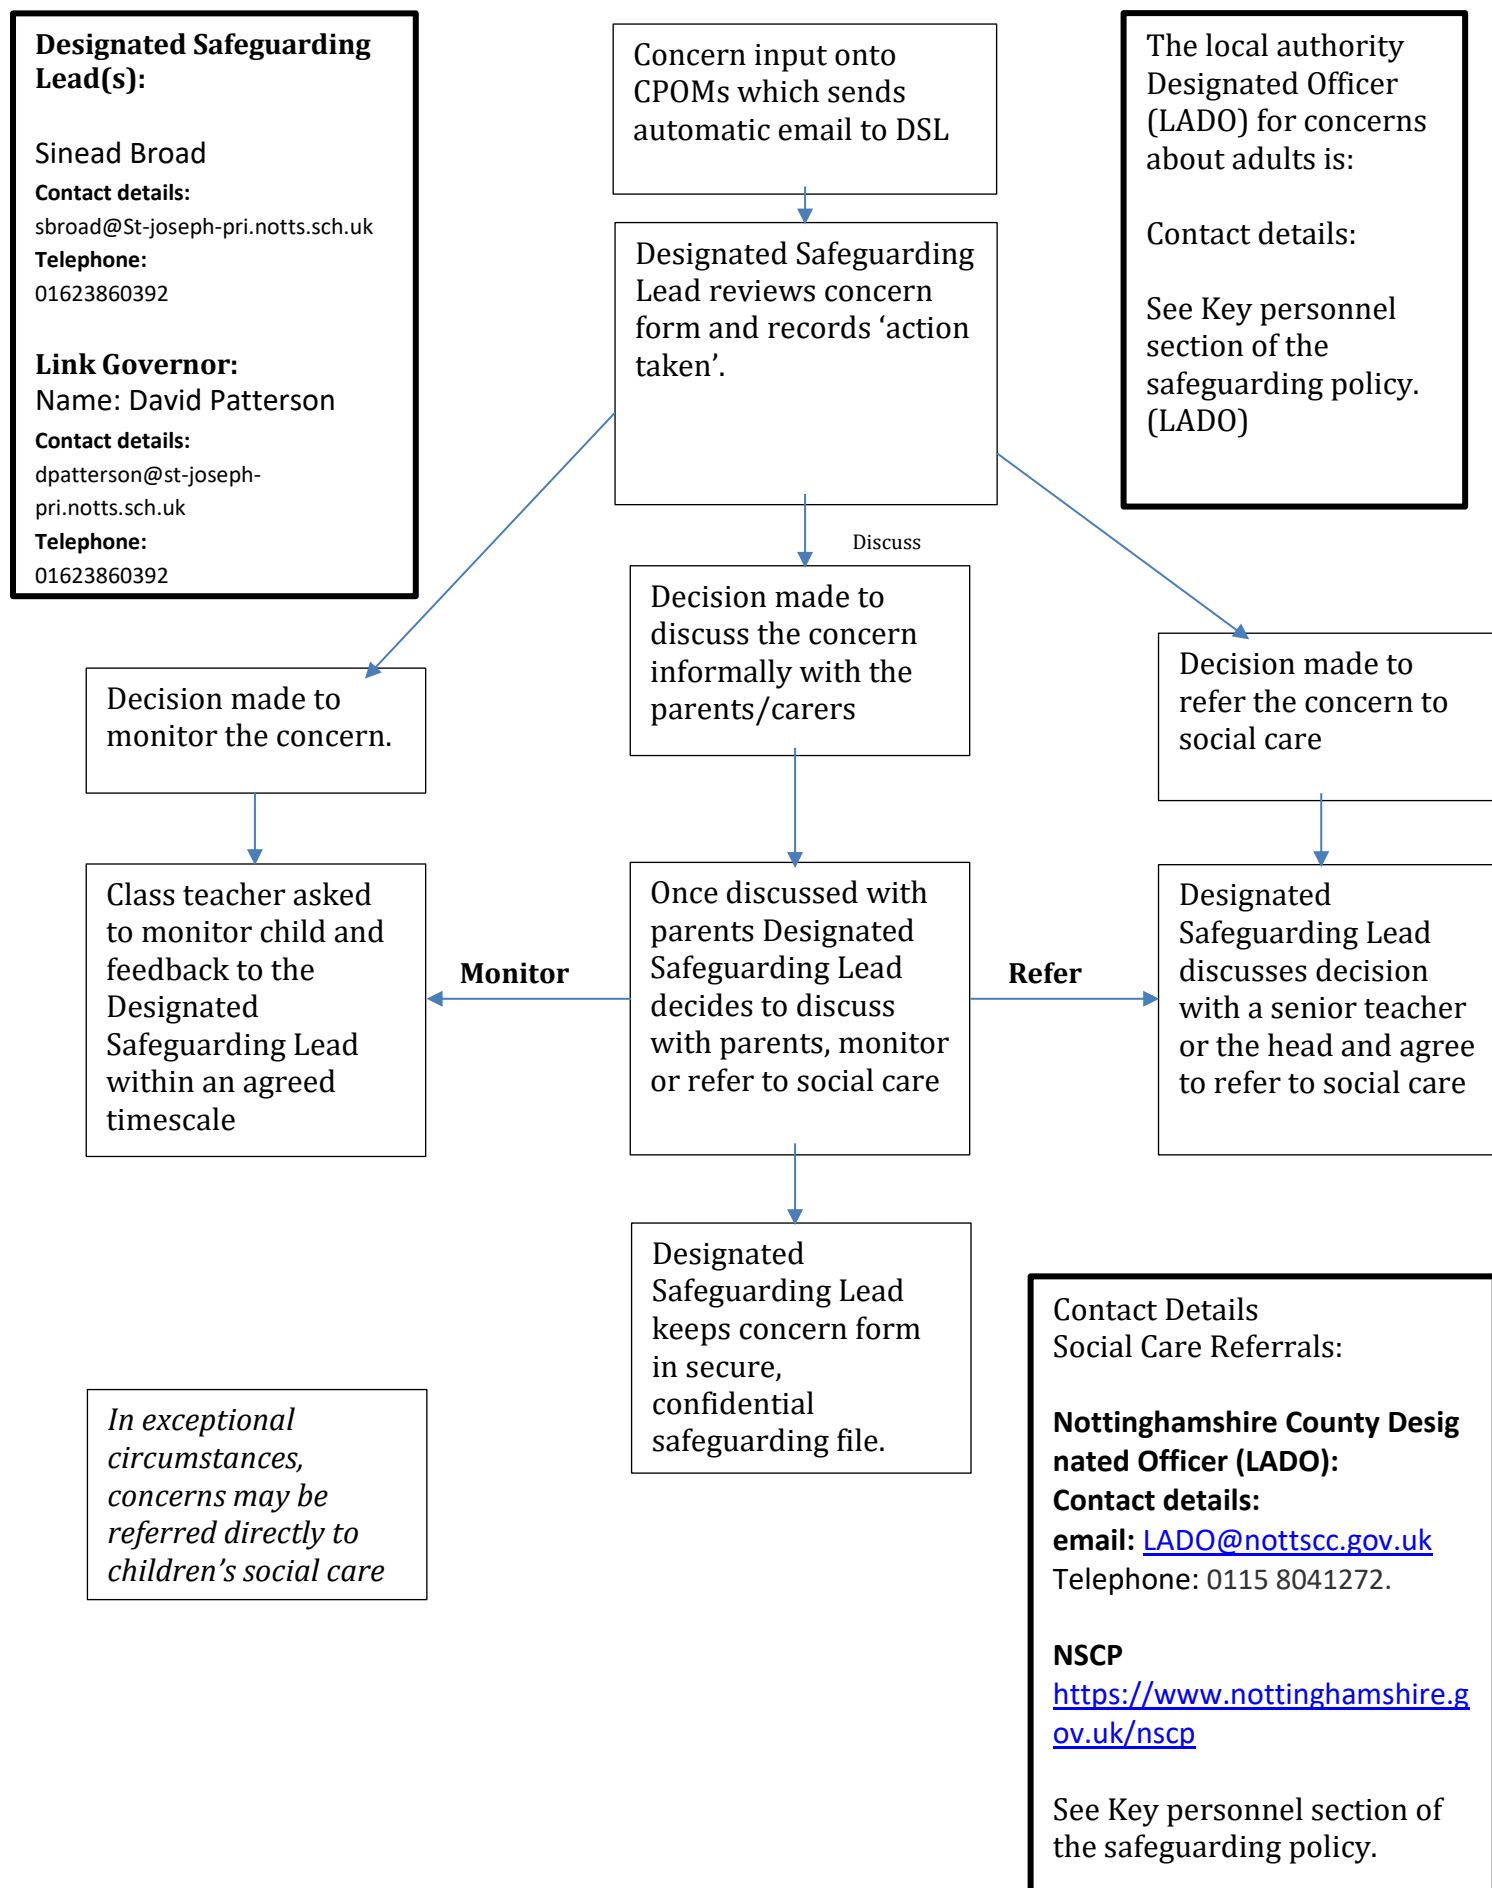 Designated Safeguarding
Lead(s):
Sinead Broad
Contact details:
sbroad@St-joseph-pri.notts.sch.uk
Telephone:
01623860392
Link Governor:
Name: David Patterson
Contact details:
dpatterson@st-joseph-
pri.notts.sch.uk
Telephone:
01623860392
Concern input onto
CPOMs which sends
automatic email to DSL
The local authority
Designated Officer
(LADO) for concerns
about adults is:
Contact details:
See Key personnel
section of the
safeguarding policy.
(LADO)
Designated Safeguarding
Lead reviews concern
form and records ‘action
taken’.
Discuss
Decision made to
monitor the concern.
Decision made to
discuss the concern
informally with the
parents/carers
Decision made to
refer the concern to
social care
Class teacher asked
to monitor child and
feedback to the
Designated
Safeguarding Lead
within an agreed
timescale
Monitor
Once discussed with
parents Designated
Safeguarding Lead
decides to discuss
with parents, monitor
or refer to social care
Refer
Designated
Safeguarding Lead
discusses decision
with a senior teacher
or the head and agree
to refer to social care
Designated
Safeguarding Lead
keeps concern form
in secure,
confidential
safeguarding file.
In exceptional
circumstances,
concerns may be
referred directly to
children’s social care
Contact Details
Social Care Referrals:
Nottinghamshire County Desig
nated Officer (LADO):
Contact details:
email: LADO@nottscc.gov.uk
Telephone: 0115 8041272.
NSCP
https://www.nottinghamshire.g
ov.uk/nscp
See Key personnel section of
the safeguarding policy.